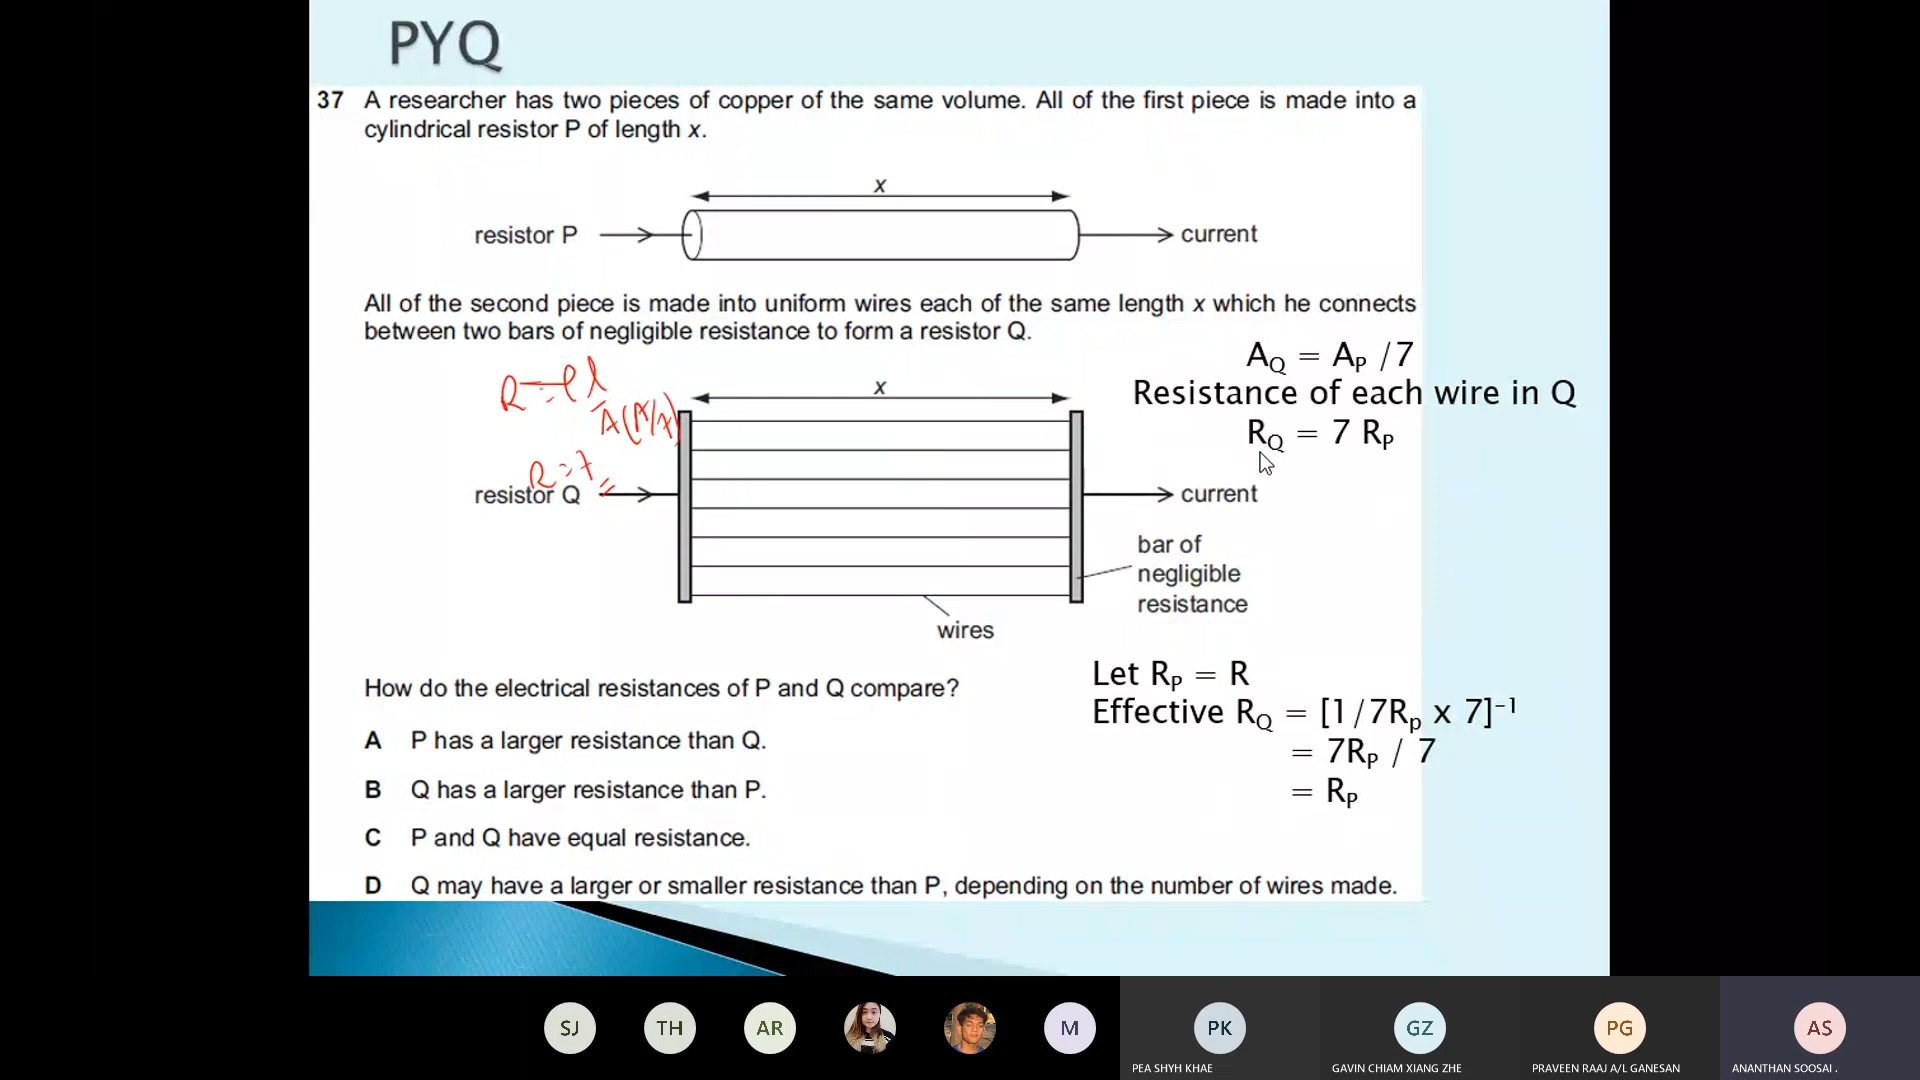 PYQ
37 A researcher has two pieces of copper of the same volume. All of the first piece is made into a
cylindrical resistor P of length x.
x
resistor P
current
All of the second piece is made into uniform wires each of the same length x which he connects
between two bars of negligible resistance to form a resistor Q.
A_Q = A_P /7
Resistance of each wire in Q
R_Q = 7 R_P
x
resistor Q
current
bar of
negligible
resistance
wires
How do the electrical resistances of P and Q compare?
A P has a larger resistance than Q.
B Q has a larger resistance than P.
C P and Q have equal resistance.
D Q may have a larger or smaller resistance than P, depending on the number of wires made.
Let R_P = R
Effective R_Q = [1/7R_p x 7]⁻¹
= 7R_P / 7
= R_P
SJ
TH
AR
M
PK
GZ
PG
AS
PEA SHYH KHAE
GAVIN CHIAM XIANG ZHE
PRAVEEN RAAJ A/L GANESAN
ANANTHAN SOOSAI .